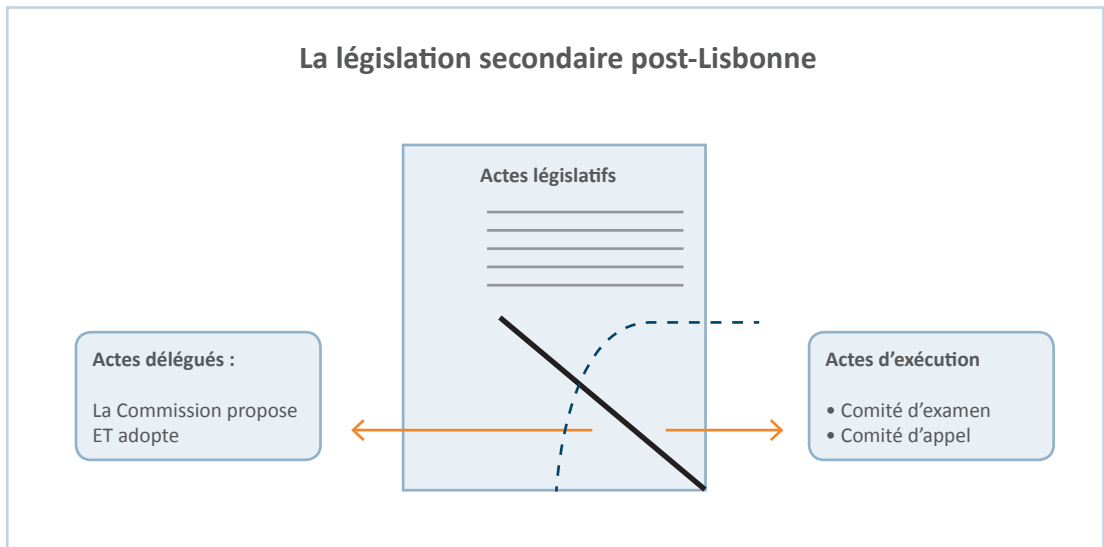 La législation secondaire post-Lisbonne
Actes législatifs
Actes délégués :
La Commission propose
ET adopte
Actes d’exécution
• Comité d’examen
• Comité d’appel